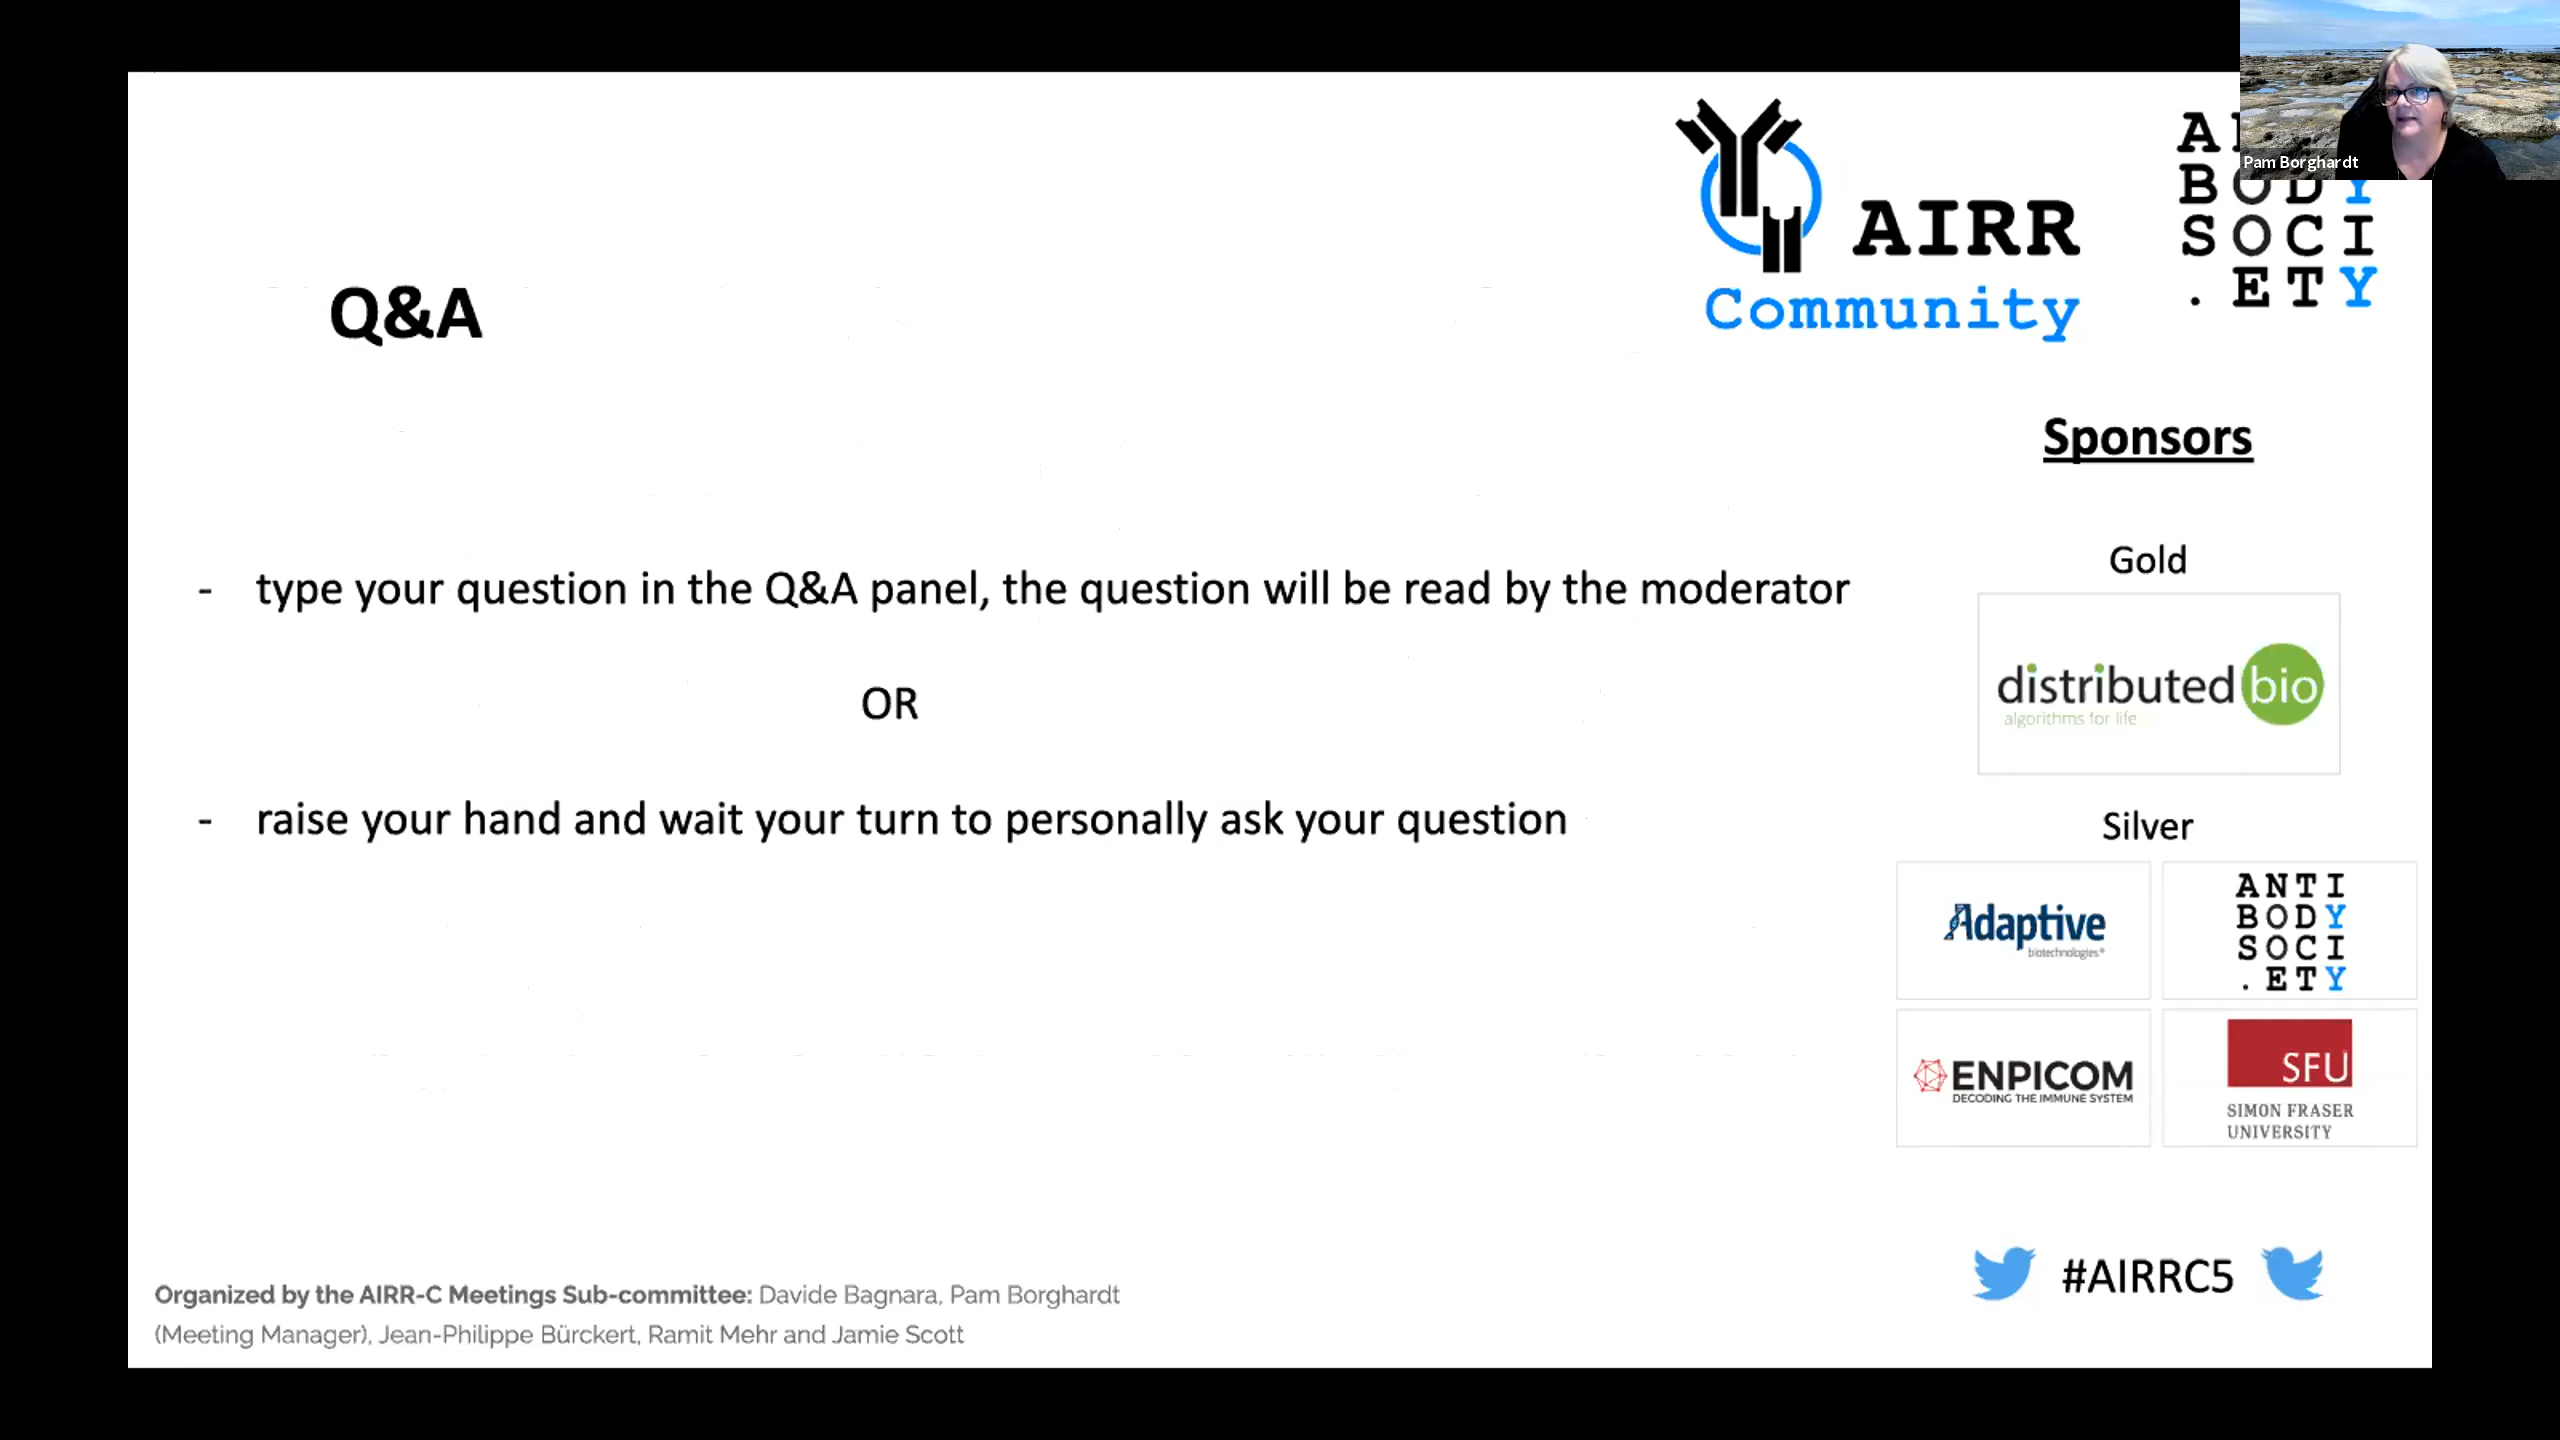 Pam Borghardt
AIRR
Community
A
BODY
SOCI
.ETY
Q&A
Sponsors
- type your question in the Q&A panel, the question will be read by the moderator
OR
- raise your hand and wait your turn to personally ask your question
Gold
distributed bio
algorithms for life
Silver
Adaptive
biotechnologies®
ANTI
BODY
SOCI
.ETY
ENPICOM
DECODING THE IMMUNE SYSTEM
SFU
SIMON FRASER
UNIVERSITY
#AIRRC5
Organized by the AIRR-C Meetings Sub-committee: Davide Bagnara, Pam Borghardt
(Meeting Manager), Jean-Philippe Bürckert, Ramit Mehr and Jamie Scott